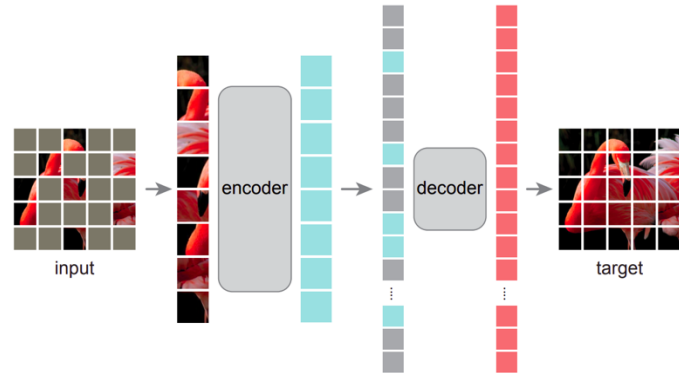 input
encoder
decoder
target